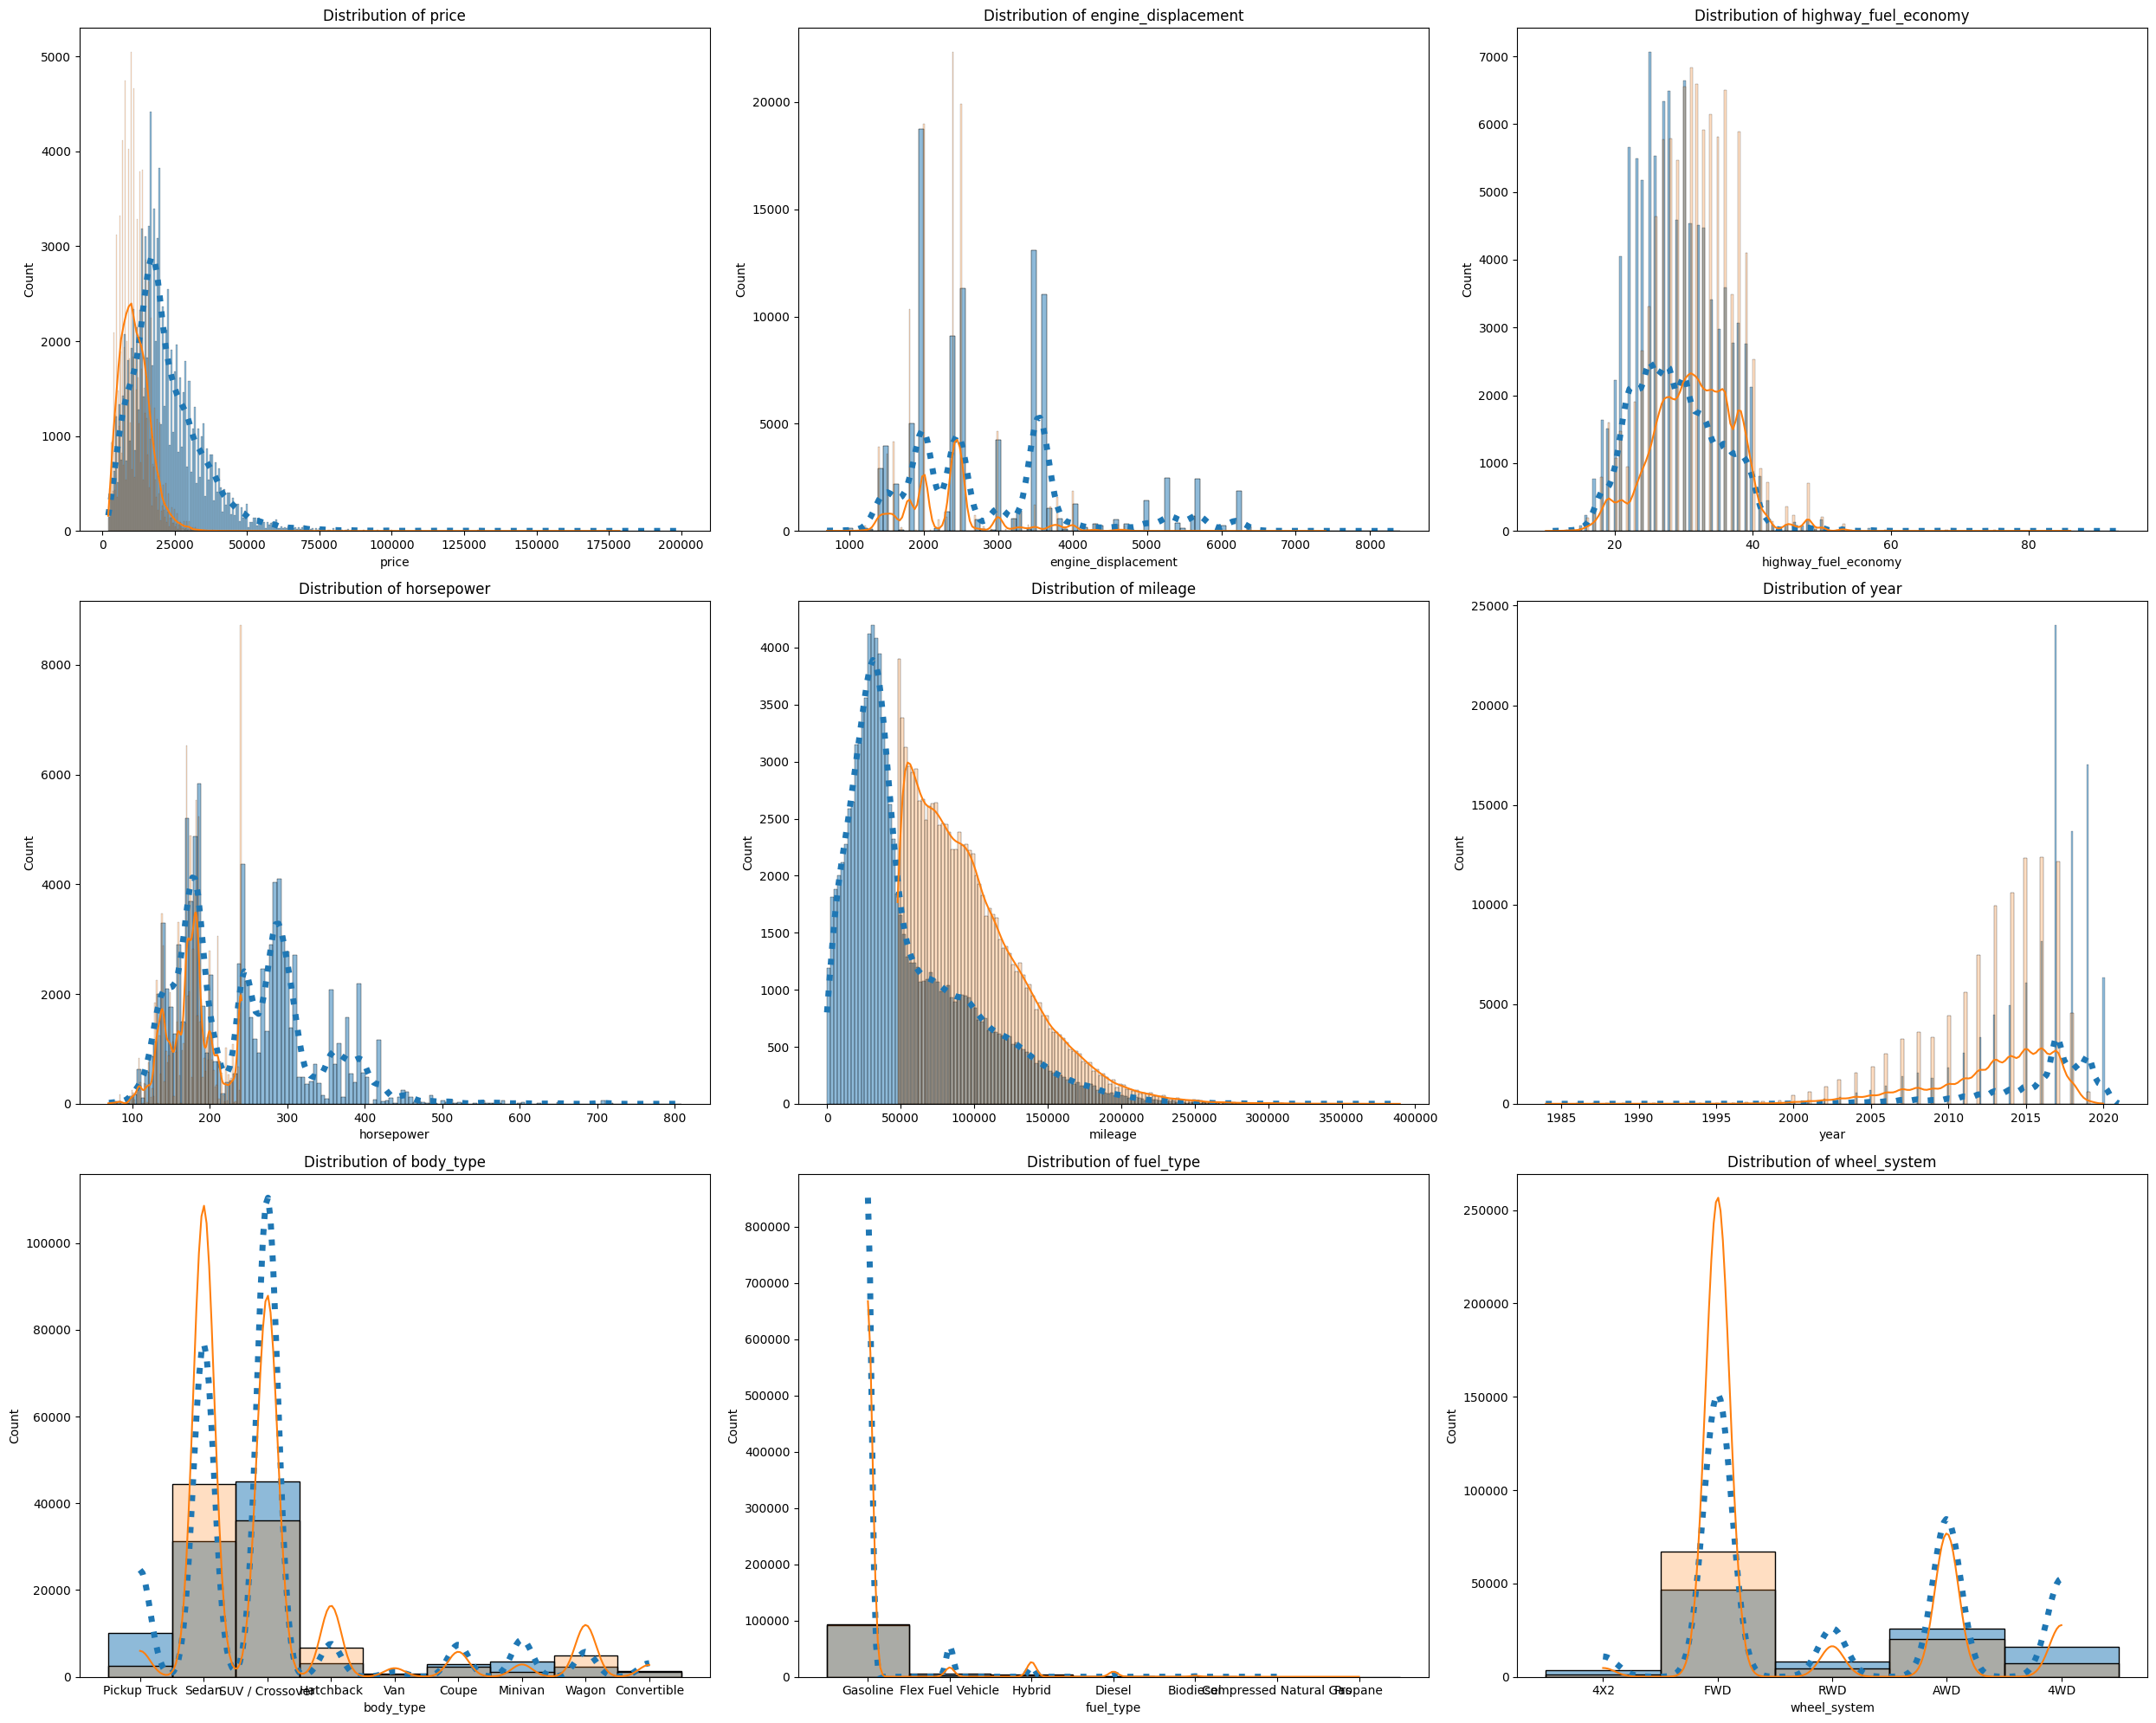 Distribution of price
5000
4000
3000
2000
1000
0
Count
0 25000 50000 75000 100000 125000 150000 175000 200000
price
Distribution of engine_displacement
20000
15000
10000
5000
0
Count
1000 2000 3000 4000 5000 6000 7000 8000
engine_displacement
Distribution of highway_fuel_economy
7000
6000
5000
4000
3000
2000
1000
0
Count
20 40 60 80
highway_fuel_economy
Distribution of horsepower
8000
6000
4000
2000
0
Count
100 200 300 400 500 600 700 800
horsepower
Distribution of mileage
4000
3500
3000
2500
2000
1500
1000
500
0
Count
0 50000 100000 150000 200000 250000 300000 350000 400000
mileage
Distribution of year
25000
20000
15000
10000
5000
0
Count
1985 1990 1995 2000 2005 2010 2015 2020
year
Distribution of body_type
100000
80000
60000
40000
20000
0
Count
Pickup Truck Sedan SUV / Crossover Hatchback Van Coupe Minivan Wagon Convertible
body_type
Distribution of fuel_type
800000
700000
600000
500000
400000
300000
200000
100000
0
Count
Gasoline Flex Fuel Vehicle Hybrid Diesel Biodiesel Compressed Natural Gas Propane
fuel_type
Distribution of wheel_system
250000
200000
150000
100000
50000
0
Count
4X2 FWD RWD AWD 4WD
wheel_system